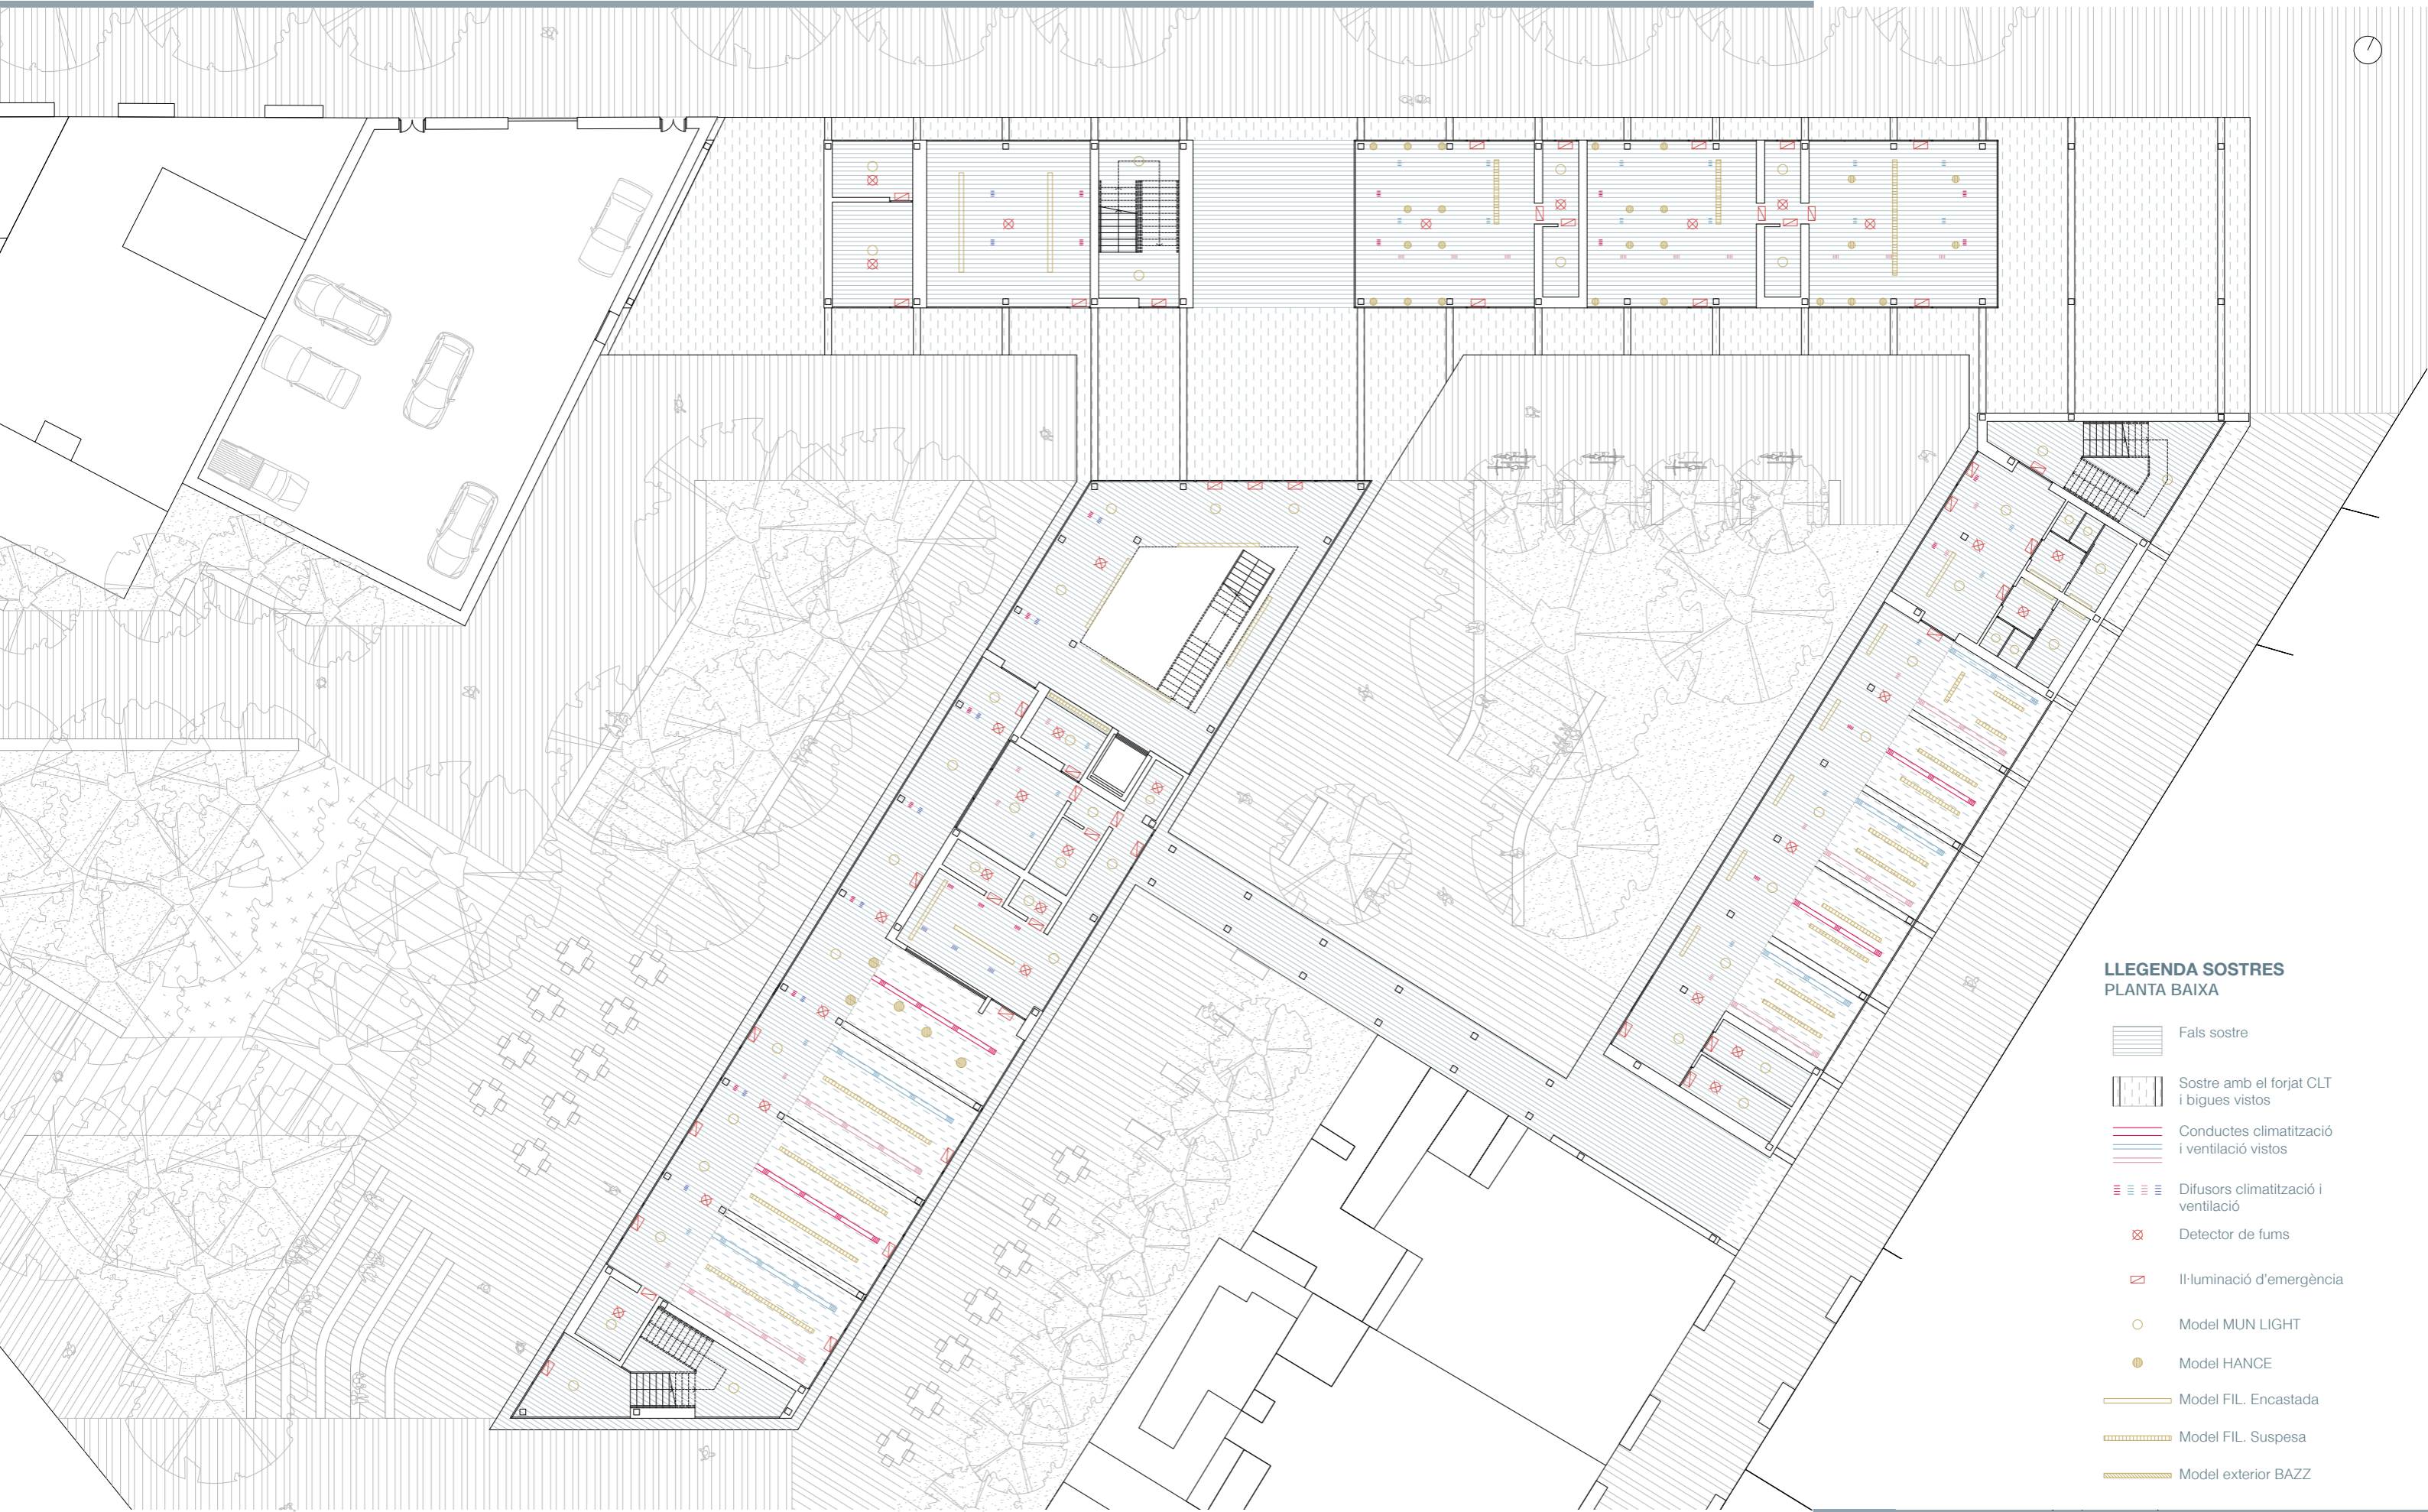 LLEGENDA SOSTRES
PLANTA BAIXA
Fals sostre
Sostre amb el forjat CLT
i bigues vistos
Conductes climatització
i ventilació vistos
Difusors climatització i
ventilació
Detector de fums
Il·luminació d'emergència
Model MUN LIGHT
Model HANCE
Model FIL. Encastada
Model FIL. Suspesa
Model exterior BAZZ